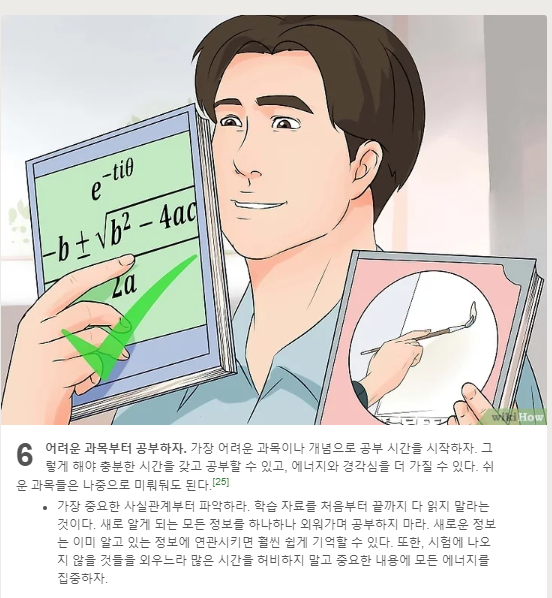 e^-tiθ
-b ± √b² - 4ac
2a
wikiHow
6 어려운 과목부터 공부하자. 가장 어려운 과목이나 개념으로 공부 시간을 시작하자. 그
렇게 해야 충분한 시간을 갖고 공부할 수 있고, 에너지와 경각심을 더 가질 수 있다. 쉬
운 과목들은 나중으로 미뤄둬도 된다.[25]
• 가장 중요한 사실관계부터 파악하라. 학습 자료를 처음부터 끝까지 다 읽지 말라는
것이다. 새로 알게 되는 모든 정보를 하나하나 외워가며 공부하지 마라. 새로운 정보
는 이미 알고 있는 정보에 연관시키면 훨씬 쉽게 기억할 수 있다. 또한, 시험에 나오
지 않을 것들을 외우느라 많은 시간을 허비하지 말고 중요한 내용에 모든 에너지를
집중하자.